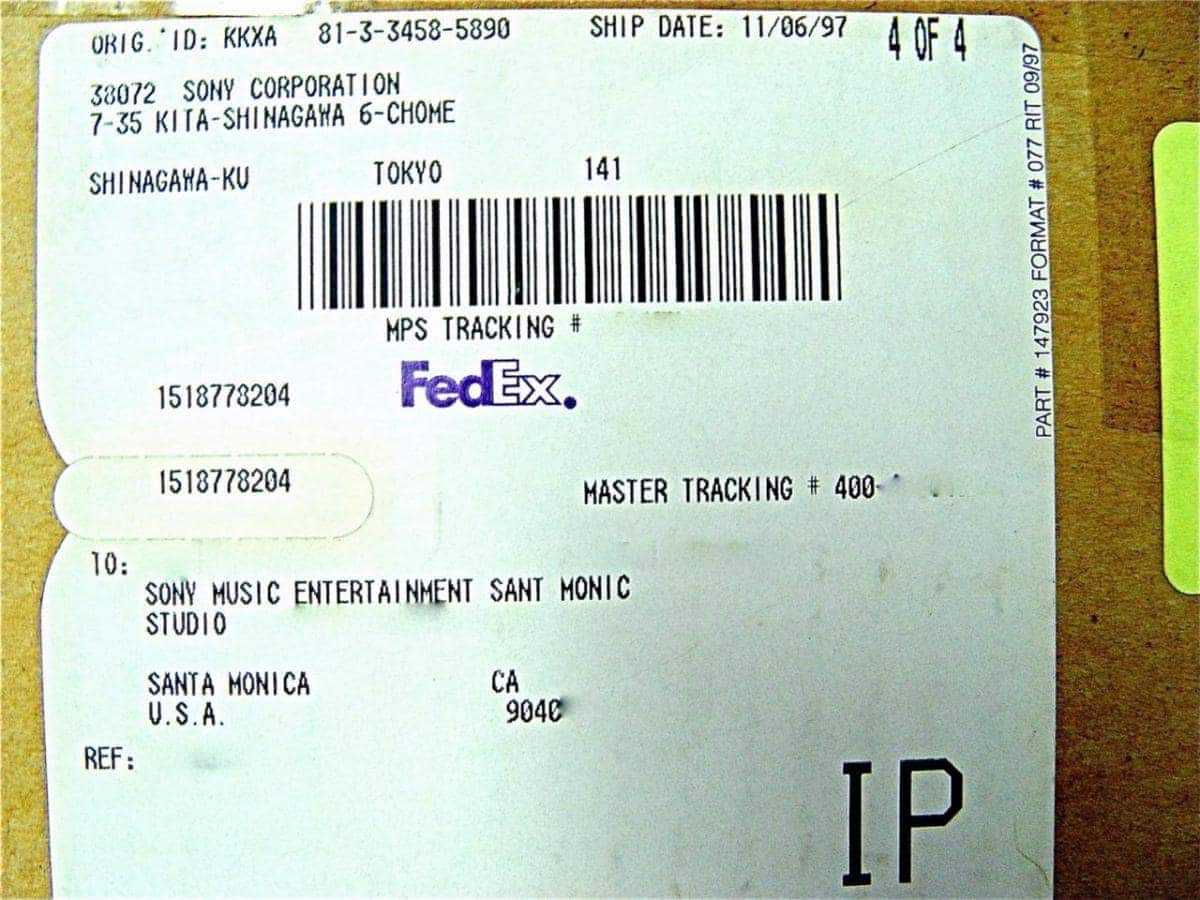 ORIG. ID: KKXA 81-3-3458-5890 SHIP DATE: 11/06/97 4 OF 4
38072 SONY CORPORATION
7-35 KITA-SHINAGAWA 6-CHOME
SHINAGAWA-KU TOKYO 141
MPS TRACKING #
FedEx.
1518778204
1518778204
MASTER TRACKING # 400
TO:
SONY MUSIC ENTERTAINMENT SANT MONIC
STUDIO
SANTA MONICA CA
U.S.A.
REF:
IP
PART # 147923 FORMAT # 077 RIT 09/97